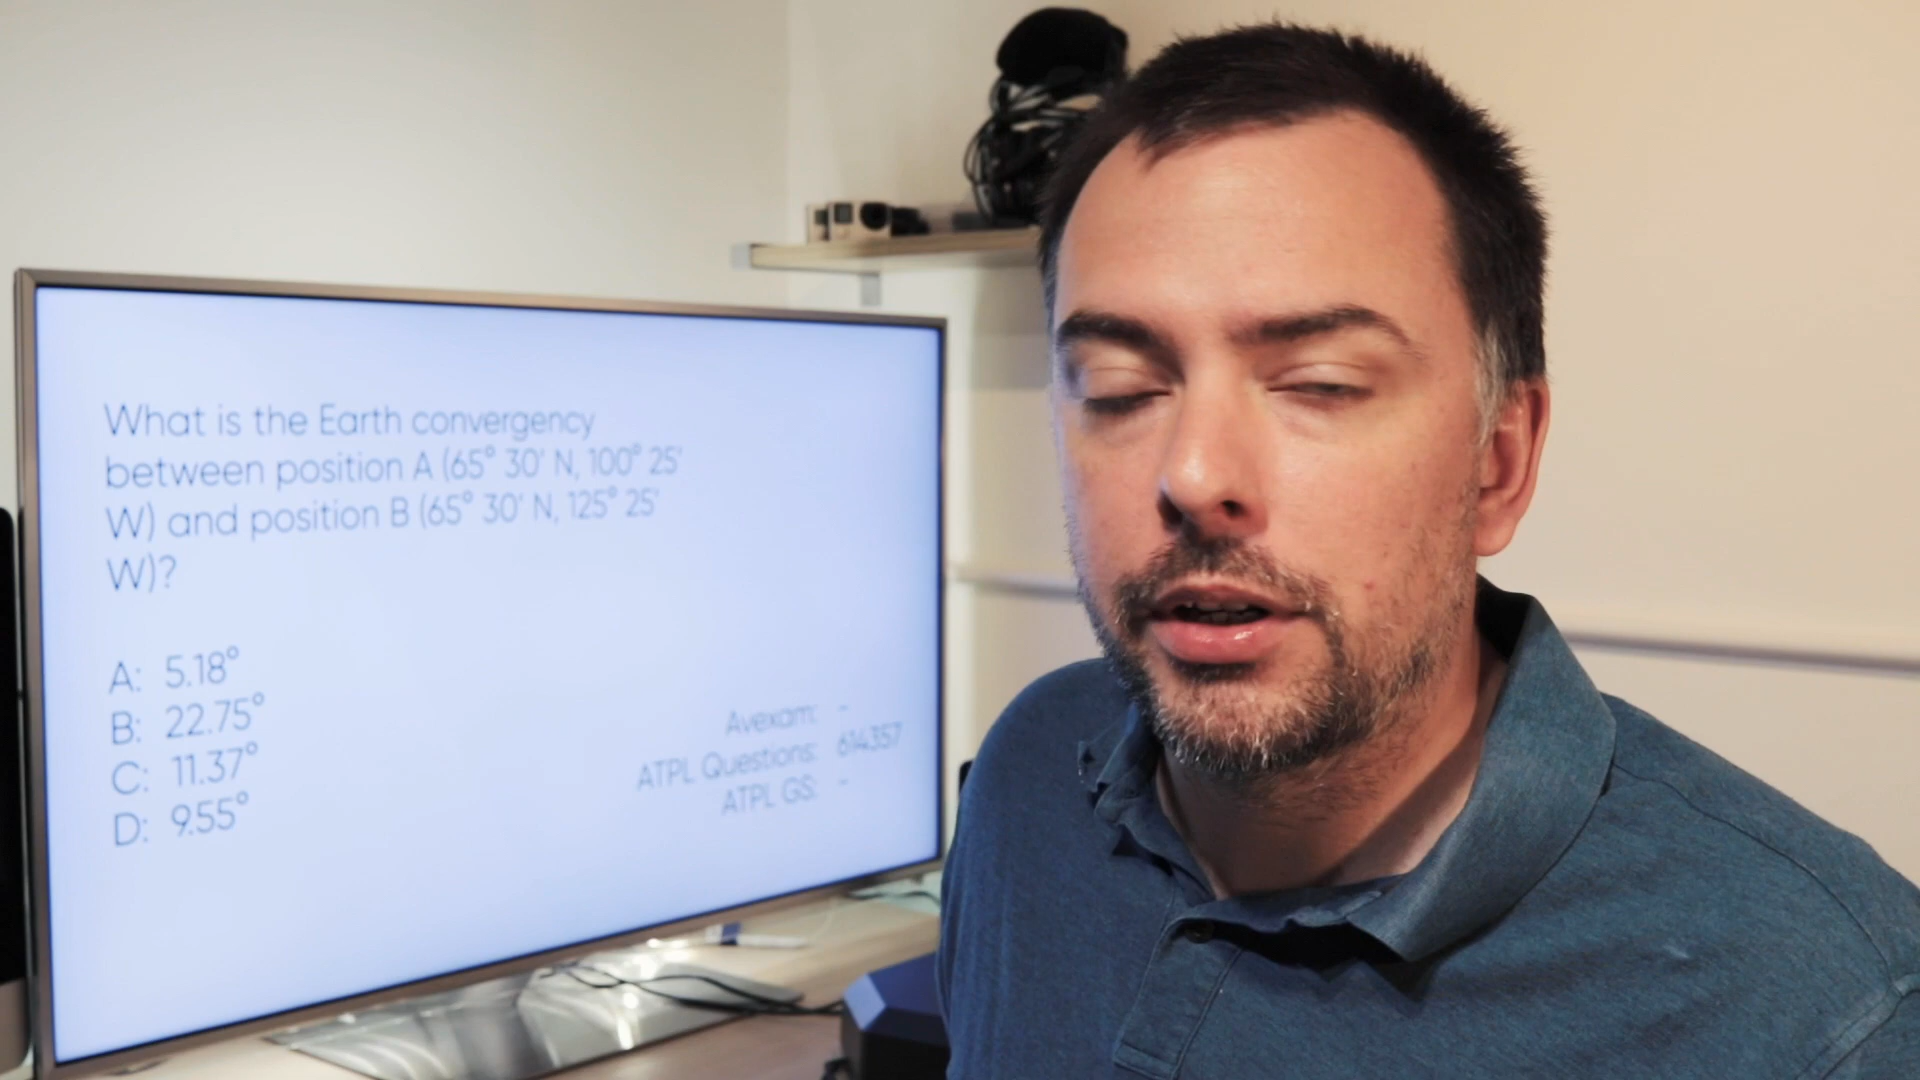 What is the Earth convergency
between position A (65° 30' N, 100° 25'
W) and position B (65° 30' N, 125° 25'
W)?
A: 5.18°
B: 22.75°
C: 11.37°
D: 9.55°
Avexam: -
ATPL Questions: 614357
ATPL GS: -